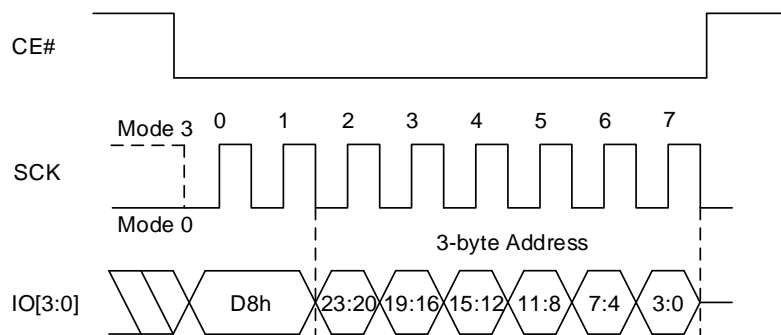 CE#
Mode 3 0 1 2 3 4 5 6 7
SCK
Mode 0
3-byte Address
IO[3:0] D8h 23:20 19:16 15:12 11:8 7:4 3:0